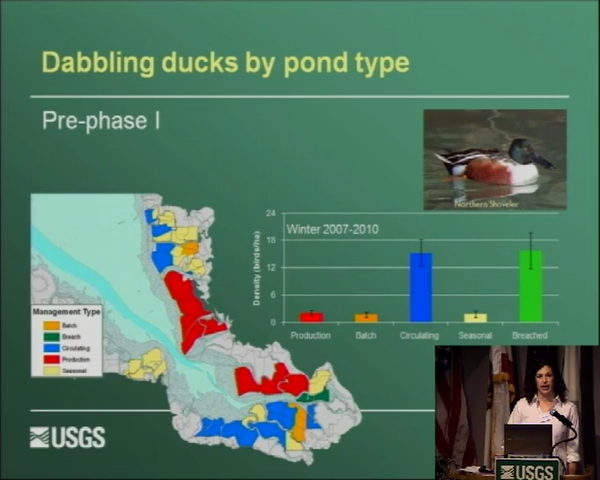 Dabbling ducks by pond type
Pre-phase I
Northern Shoveler
Winter 2007-2010
Density (birds/ha)
24
18
12
6
0
Production
Batch
Circulating
Seasonal
Breached
Management Type
Batch
Breach
Circulating
Production
Seasonal
USGS
USGS